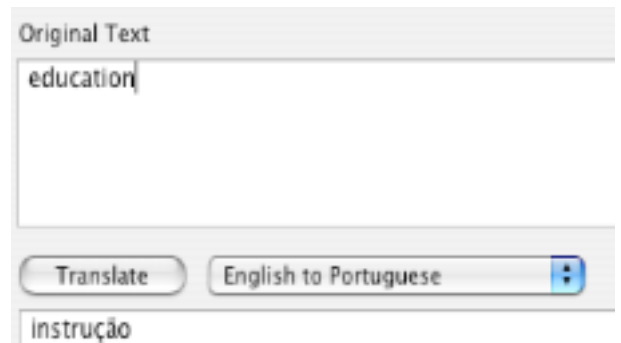 Original Text
education
Translate English to Portuguese
instrução